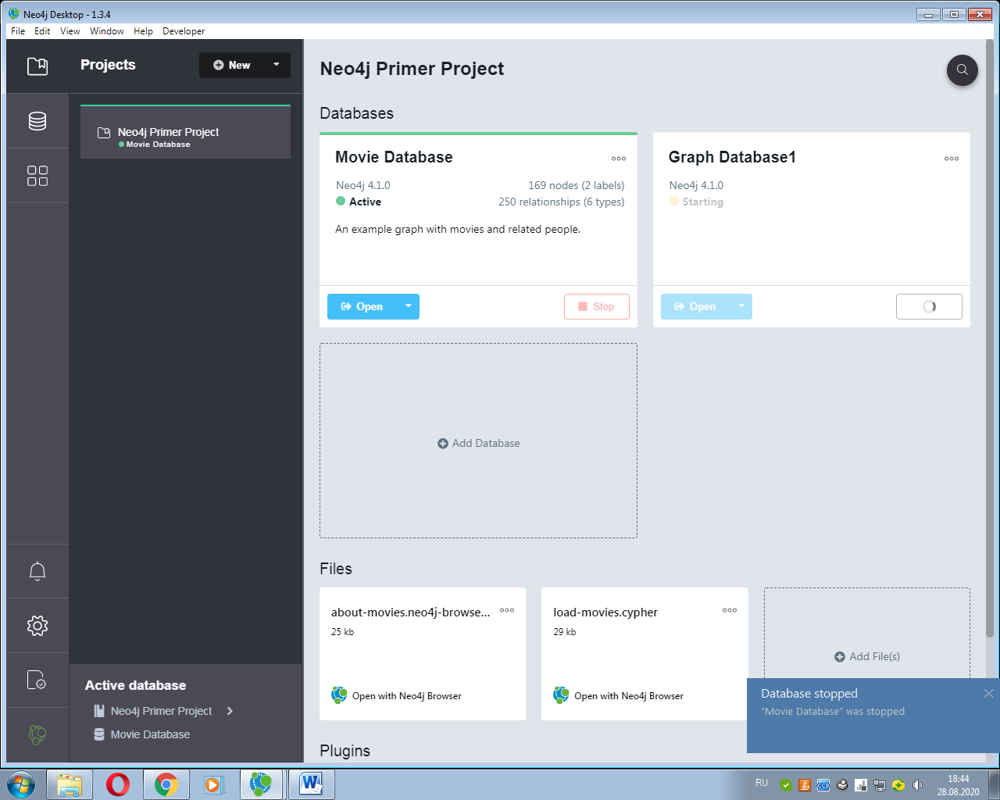 Neo4j Desktop - 1.3.4
File Edit View Window Help Developer
Projects
New
Neo4j Primer Project
Movie Database
Neo4j Primer Project
Databases
Movie Database
Neo4j 4.1.0
169 nodes (2 labels)
Active
250 relationships (6 types)
An example graph with movies and related people.
Open
Stop
Graph Database1
Neo4j 4.1.0
Starting
Open
Add Database
Files
about-movies.neo4j-browse...
25 kb
Open with Neo4j Browser
load-movies.cypher
29 kb
Open with Neo4j Browser
Add File(s)
Plugins
Active database
Neo4j Primer Project
Movie Database
Database stopped
"Movie Database" was stopped
RU
18:44
28.08.2020